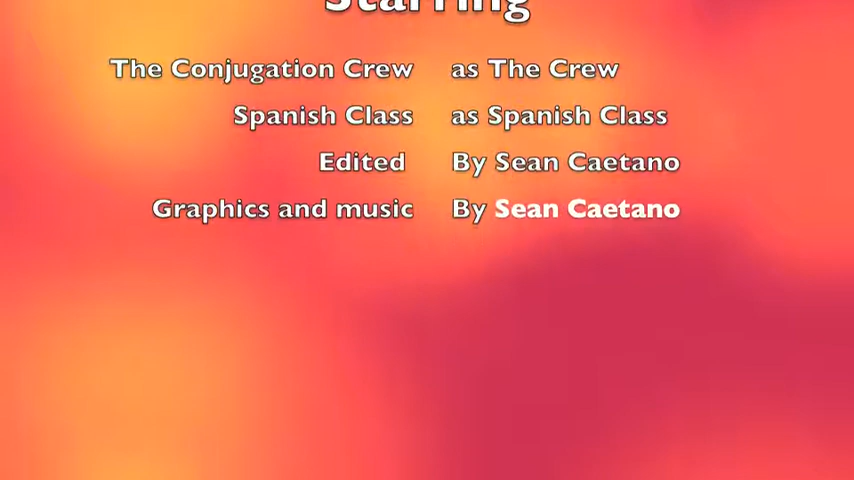 Starring
The Conjugation Crew as The Crew
Spanish Class as Spanish Class
Edited By Sean Caetano
Graphics and music By Sean Caetano